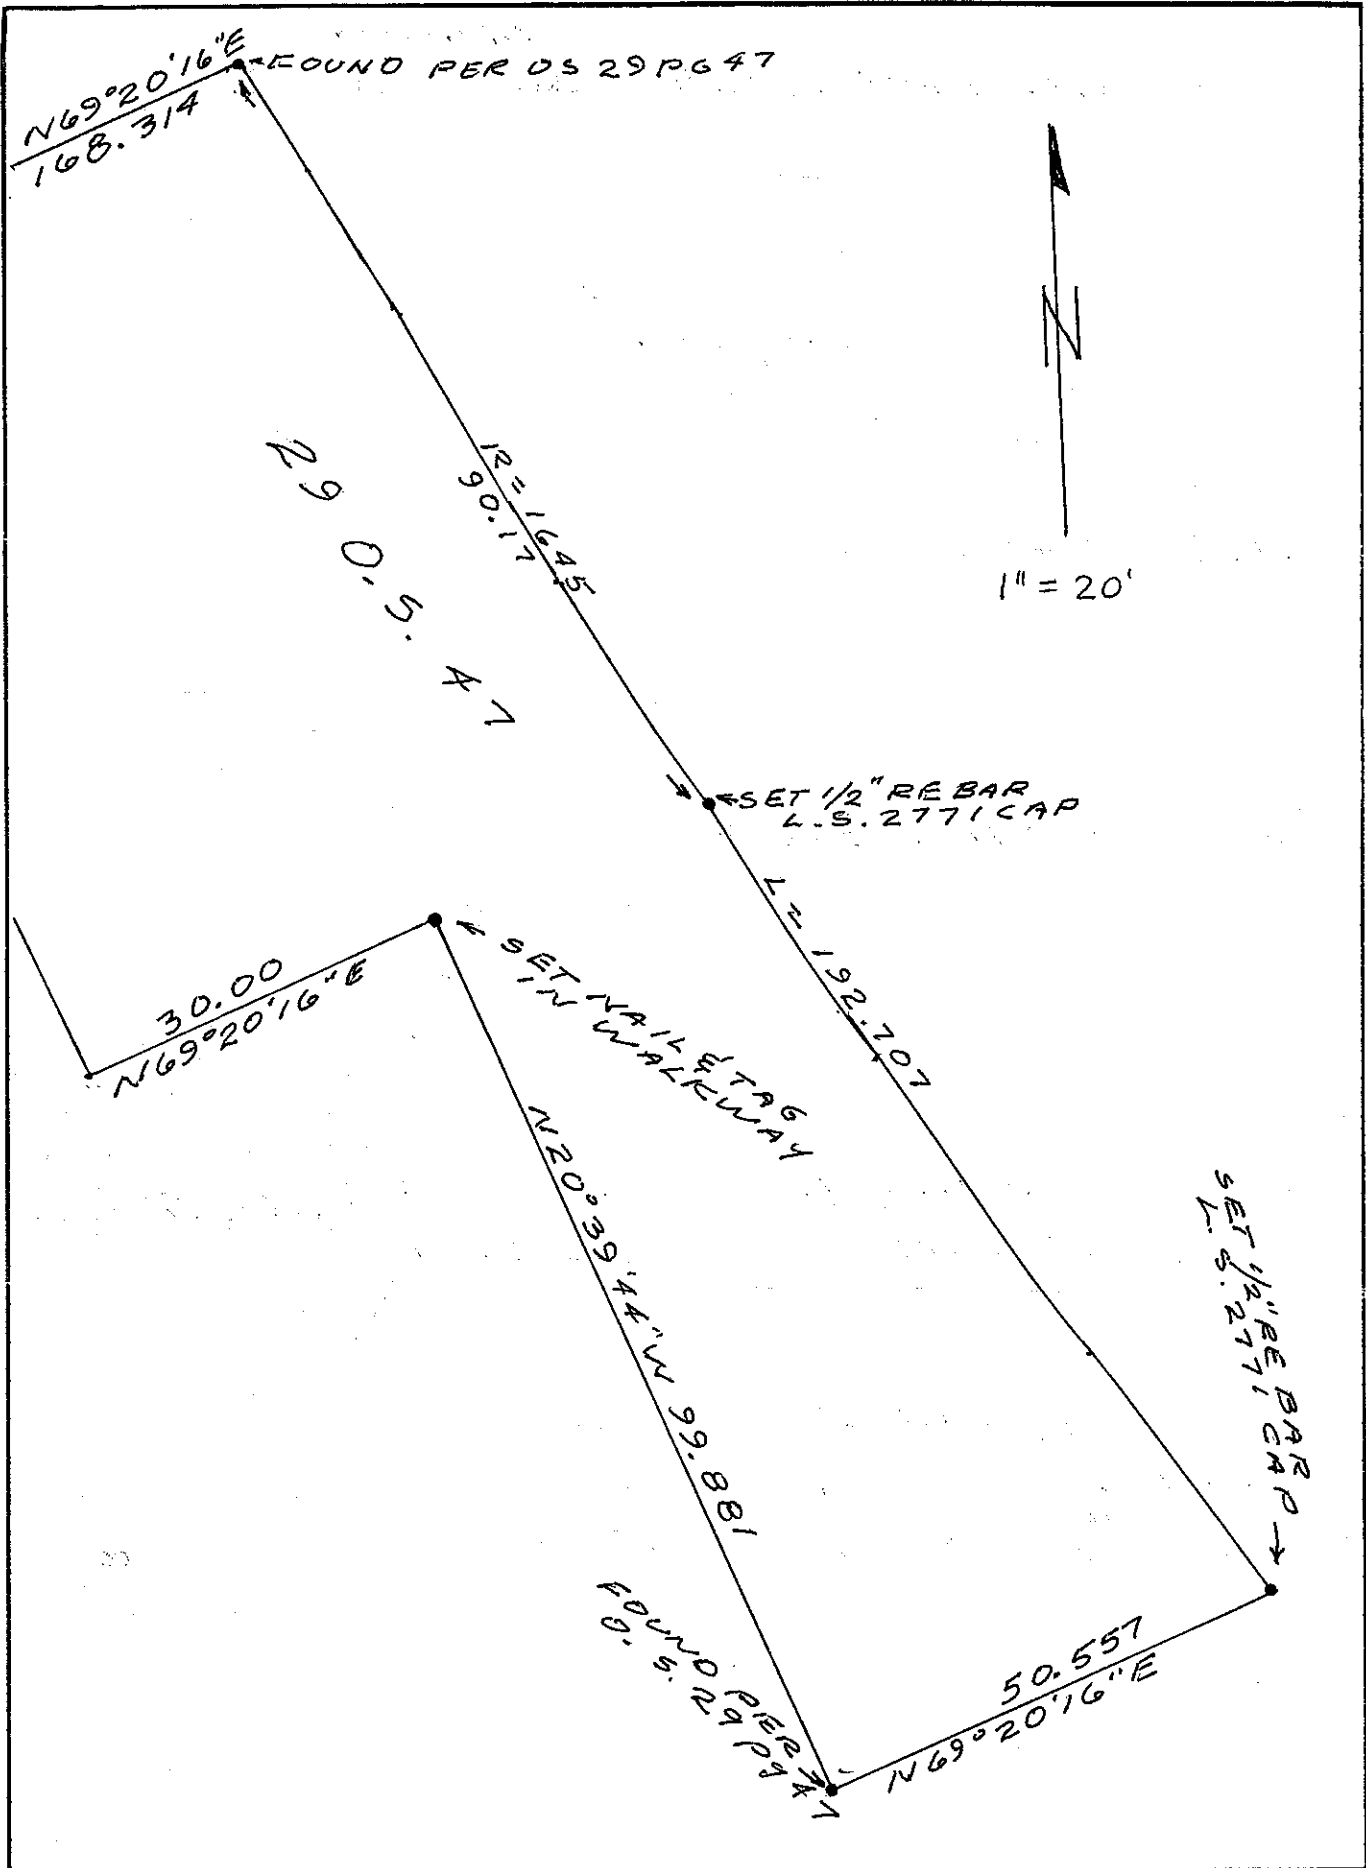 N69°20'16"E
168.314
FOUND PER OS 29 PG 47
N
1" = 20'
R = 1645
90.17
29 O.S. 47
SET 1/2" REBAR
L.S. 2771 CAP
L = 192.707
30.00
N69°20'16"E
SET NAIL & TAG
IN WALKWAY
N20°39'44"W 99.881
SET 1/2" REBAR
L.S. 2771 CAP
FOUND PER
O.S. 29 pg 47
50.557
N69°20'16"E